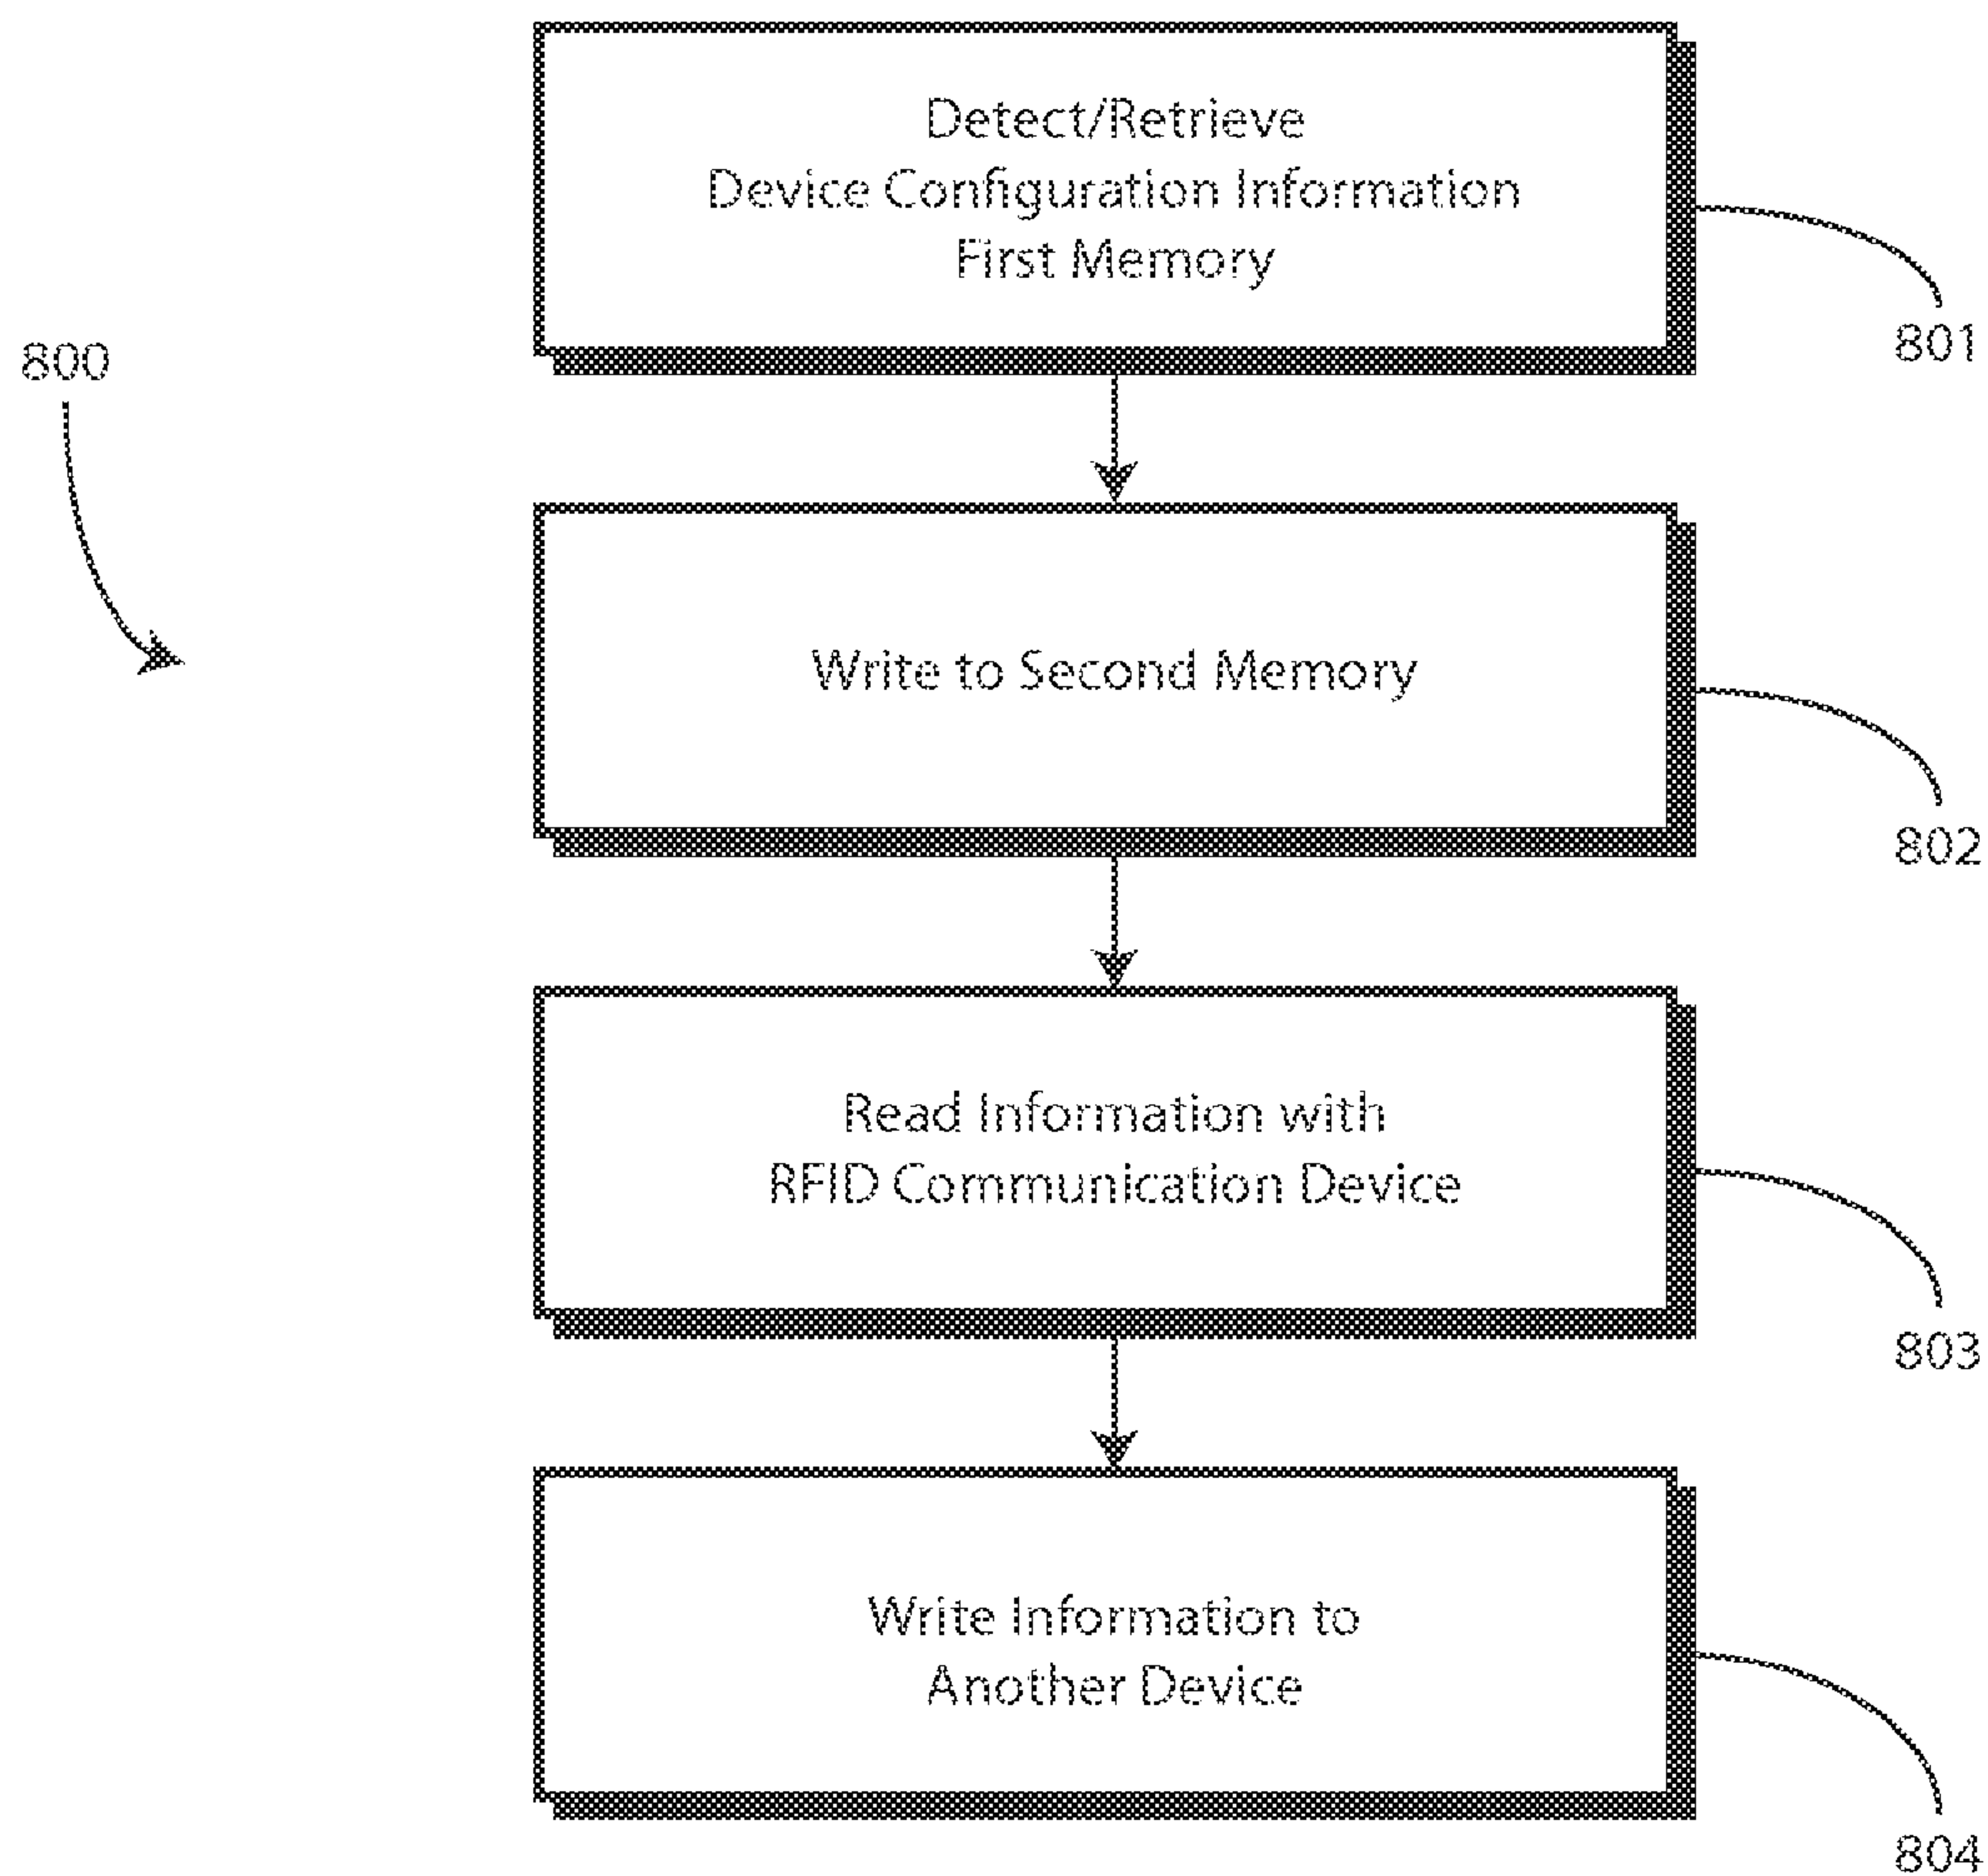 Detect/Retrieve
Device Configuration Information
First Memory
801
800
Write to Second Memory
802
Read Information with
RFID Communication Device
803
Write Information to
Another Device
804